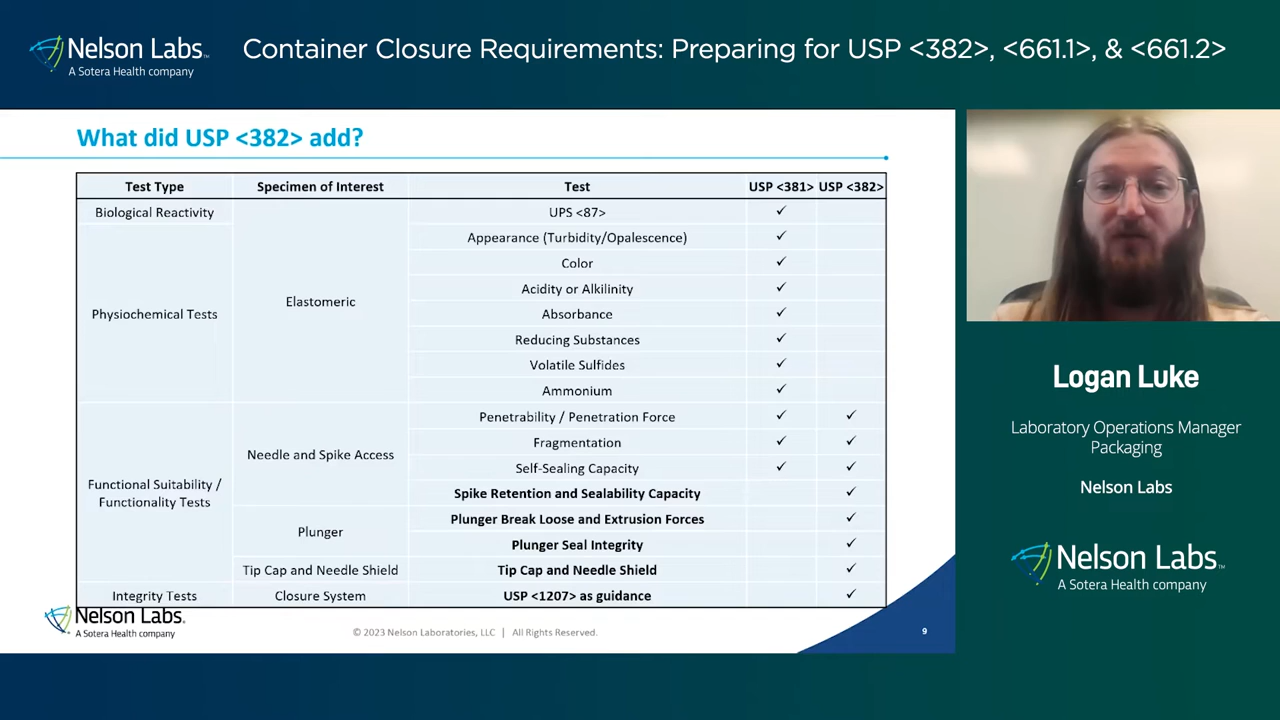 Nelson Labs™
A Sotera Health company
Container Closure Requirements: Preparing for USP <382>, <661.1>, & <661.2>
What did USP <382> add?
Test Type Specimen of Interest Test USP <381> USP <382>
Biological Reactivity UPS <87> ✓
Appearance (Turbidity/Opalescence) ✓
Color ✓
Acidity or Alkilinity ✓
Elastomeric
Physiochemical Tests Absorbance ✓
Reducing Substances ✓
Volatile Sulfides ✓
Ammonium ✓
Penetrability / Penetration Force ✓ ✓
Fragmentation ✓ ✓
Needle and Spike Access
Self-Sealing Capacity ✓ ✓
Functional Suitability /
Functionality Tests
Spike Retention and Sealability Capacity ✓
Plunger Break Loose and Extrusion Forces ✓
Plunger
Plunger Seal Integrity ✓
Tip Cap and Needle Shield Tip Cap and Needle Shield ✓
Integrity Tests Closure System USP <1207> as guidance ✓
Nelson Labs.
A Sotera Health company
© 2023 Nelson Laboratories, LLC | All Rights Reserved.
9
Logan Luke
Laboratory Operations Manager
Packaging
Nelson Labs
Nelson Labs™
A Sotera Health company